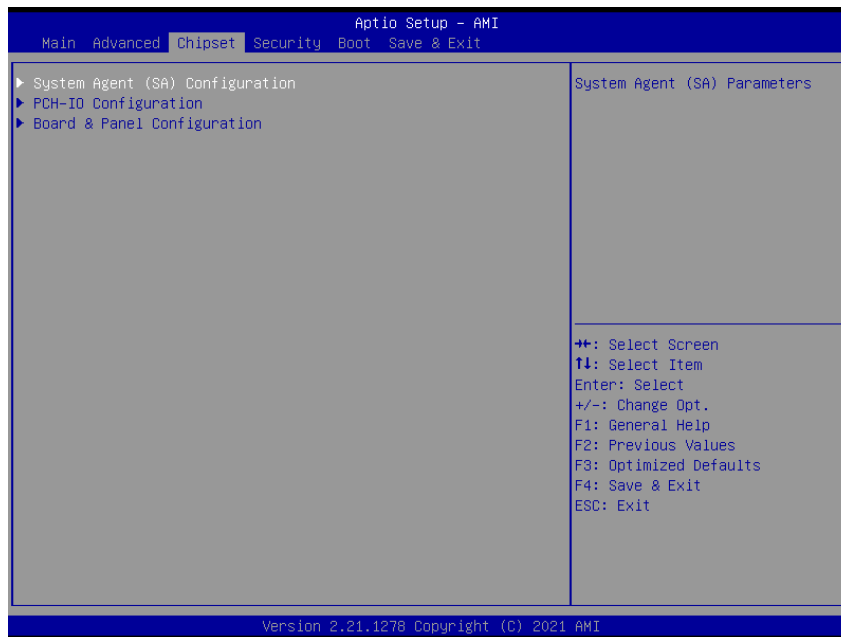 Aptio Setup – AMI
Main Advanced Chipset Security Boot Save & Exit
▶ System Agent (SA) Configuration
▶ PCH-IO Configuration
▶ Board & Panel Configuration
System Agent (SA) Parameters
→←: Select Screen
↑↓: Select Item
Enter: Select
+/-: Change Opt.
F1: General Help
F2: Previous Values
F3: Optimized Defaults
F4: Save & Exit
ESC: Exit
Version 2.21.1278 Copyright (C) 2021 AMI